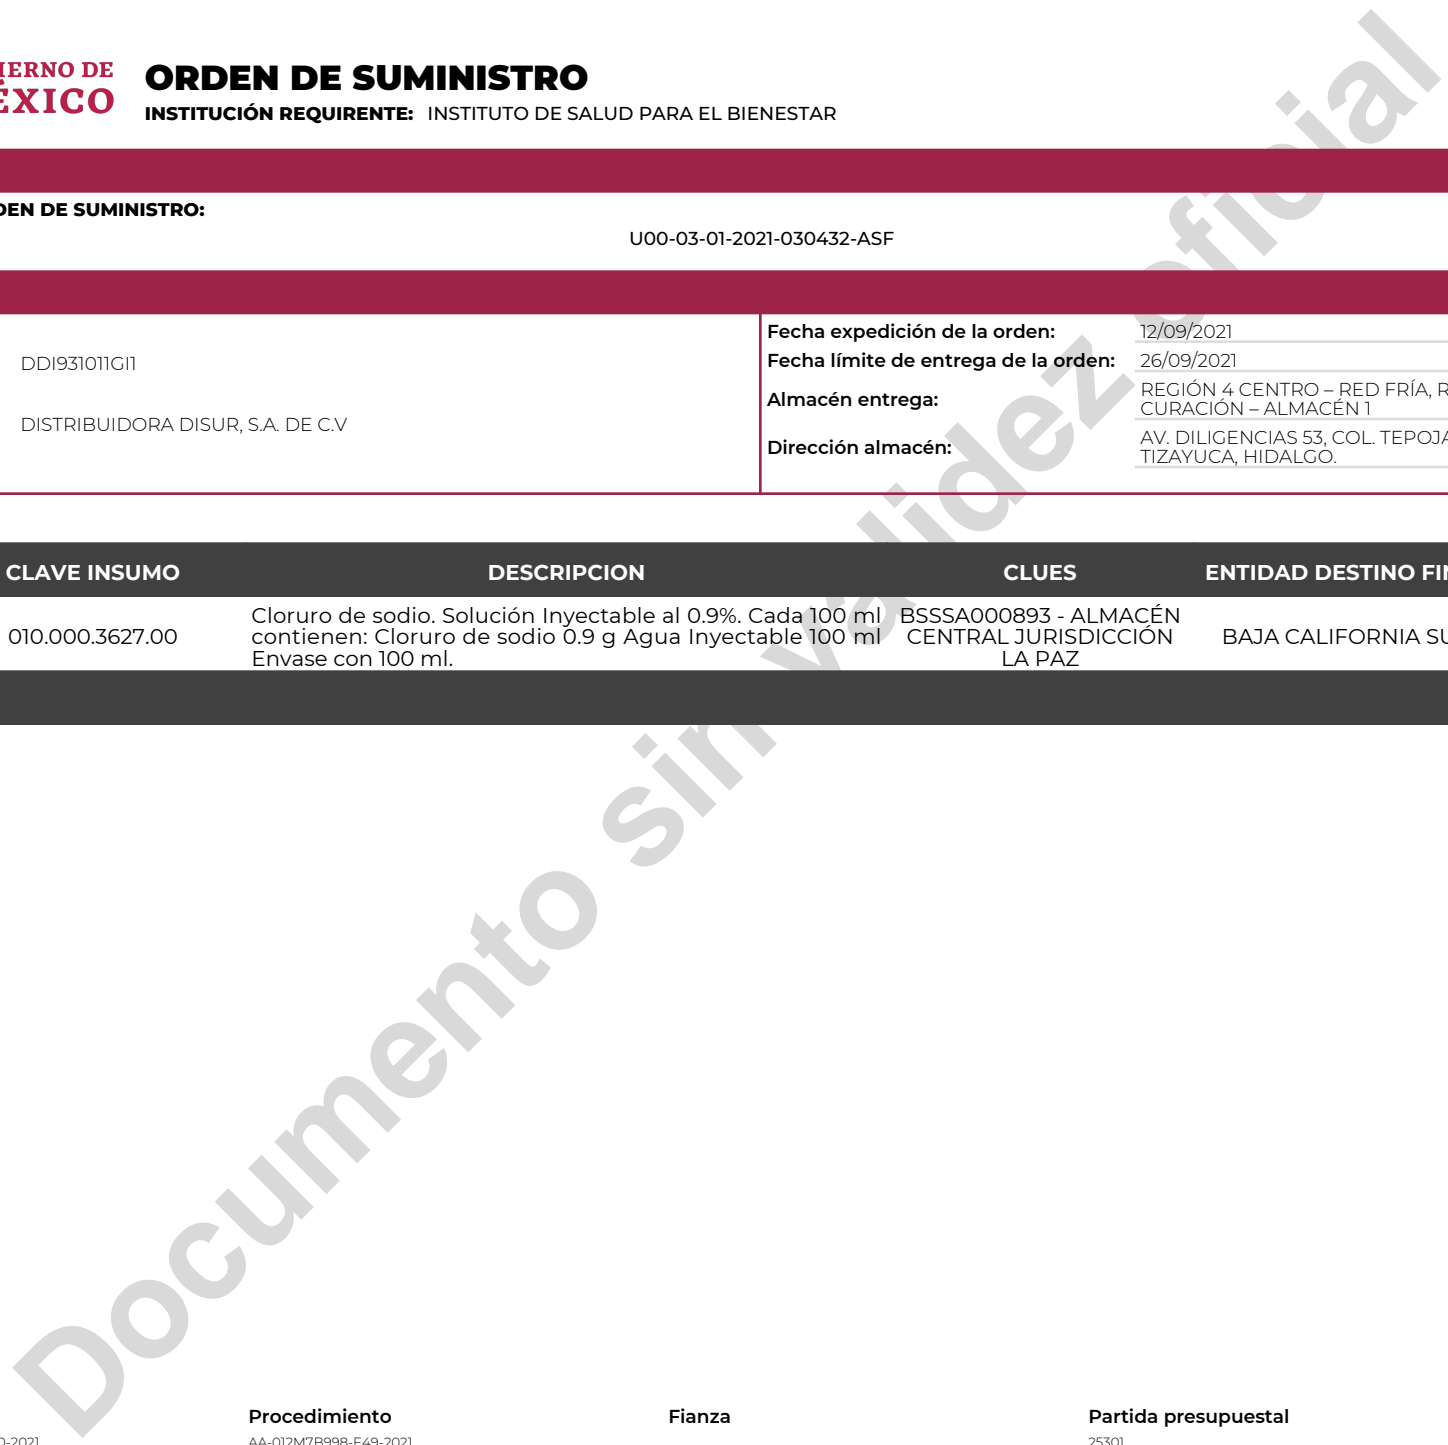 ORDEN DE SUMINISTRO
INSTITUCIÓN REQUIRENTE: INSTITUTO DE SALUD PARA EL BIENESTAR
DE
ÉXICO
DE SUMINISTRO:
U00-03-01-2021-030432-ASF
DDI931011GI1
DISTRIBUIDORA DISUR, S.A. DE C.V
Fecha expedición de la orden: 12/09/2021
Fecha límite de entrega de la orden: 26/09/2021
Almacén entrega: REGIÓN 4 CENTRO – RED FRÍA,
CURACIÓN – ALMACÉN 1
Dirección almacén: AV. DILIGENCIAS 53, COL.
TIZAYUCA, HIDALGO.
CLAVE INSUMO DESCRIPCION CLUES ENTIDAD DESTINO
010.000.3627.00
Cloruro de sodio. Solución Inyectable al 0.9%. Cada 100 ml
contienen: Cloruro de sodio 0.9 g Agua Inyectable 100 ml
Envase con 100 ml.
BSSSA000893 - ALMACÉN
CENTRAL JURISDICCIÓN
LA PAZ
BAJA CALIFORNIA
Documento sin validez oficial
Procedimiento Fianza Partida presupuestal
AA-012M7B998-E49-2021
25301